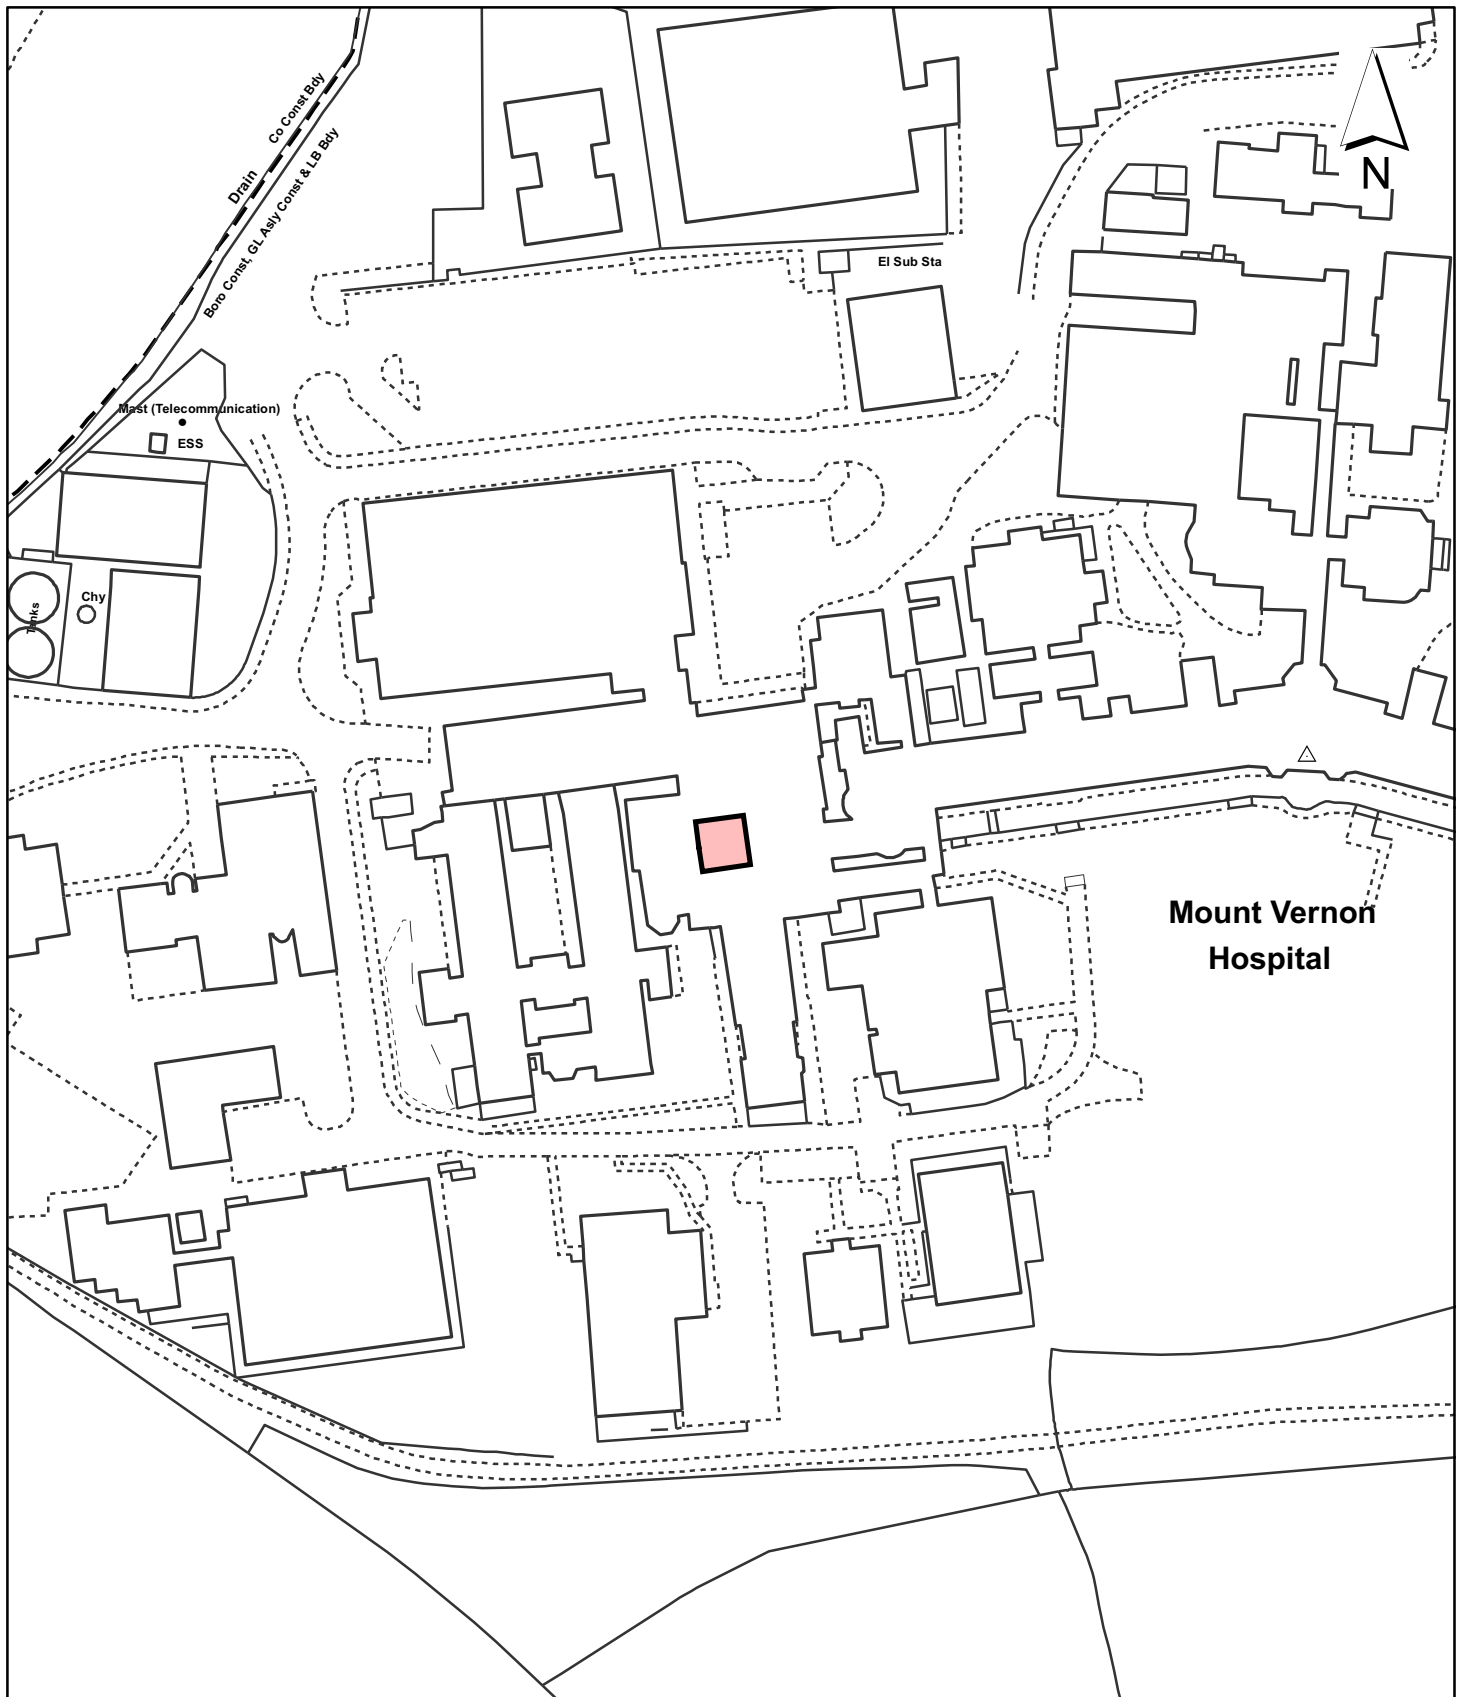 Co Const Bdy
Drain
Boro Const, GL Asly Const & LB Bdy
N
El Sub Sta
Mast (Telecommunication)
ESS
Chy
Tanks
Mount Vernon
Hospital